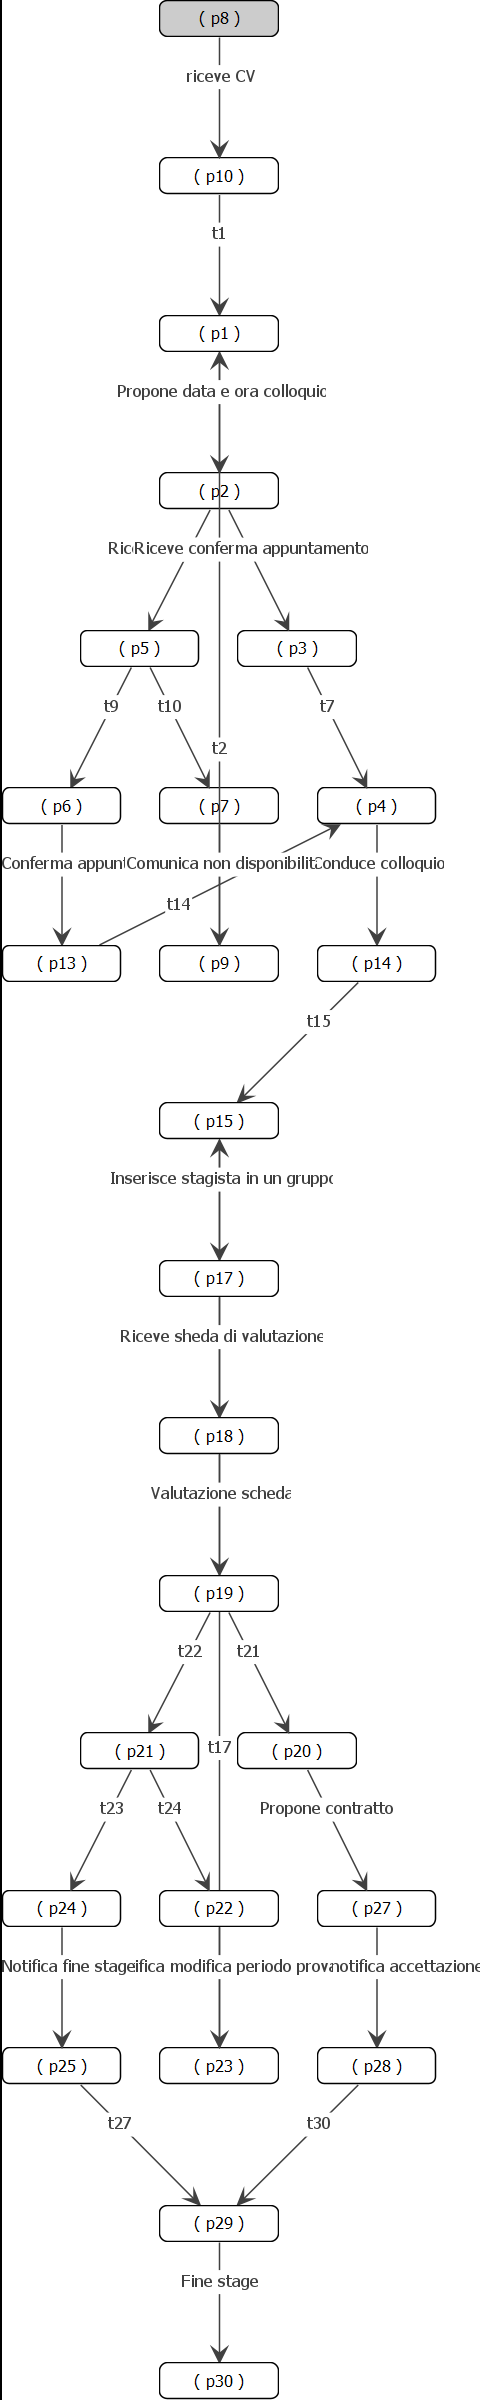 ( p8 )
riceve CV
( p10 )
t1
( p1 )
Propone data e ora colloquio
( p2 )
Riceve conferma appuntamento
( p5 )
( p3 )
t9
t10
t7
t2
( p6 )
( p7 )
( p4 )
Conferma
Comunica non
Conduce colloquio
t14
( p13 )
( p9 )
( p14 )
t15
( p15 )
Inserisce stagista in un gruppo
( p17 )
Riceve sheda di valutazione
( p18 )
Valutazione scheda
( p19 )
t22
t21
( p21 )
t17
( p20 )
t23
t24
Propone contratto
( p24 )
( p22 )
( p27 )
Notifica fine stage
modifica periodo prova
notifica accettazione
( p25 )
( p23 )
( p28 )
t27
t30
( p29 )
Fine stage
( p30 )